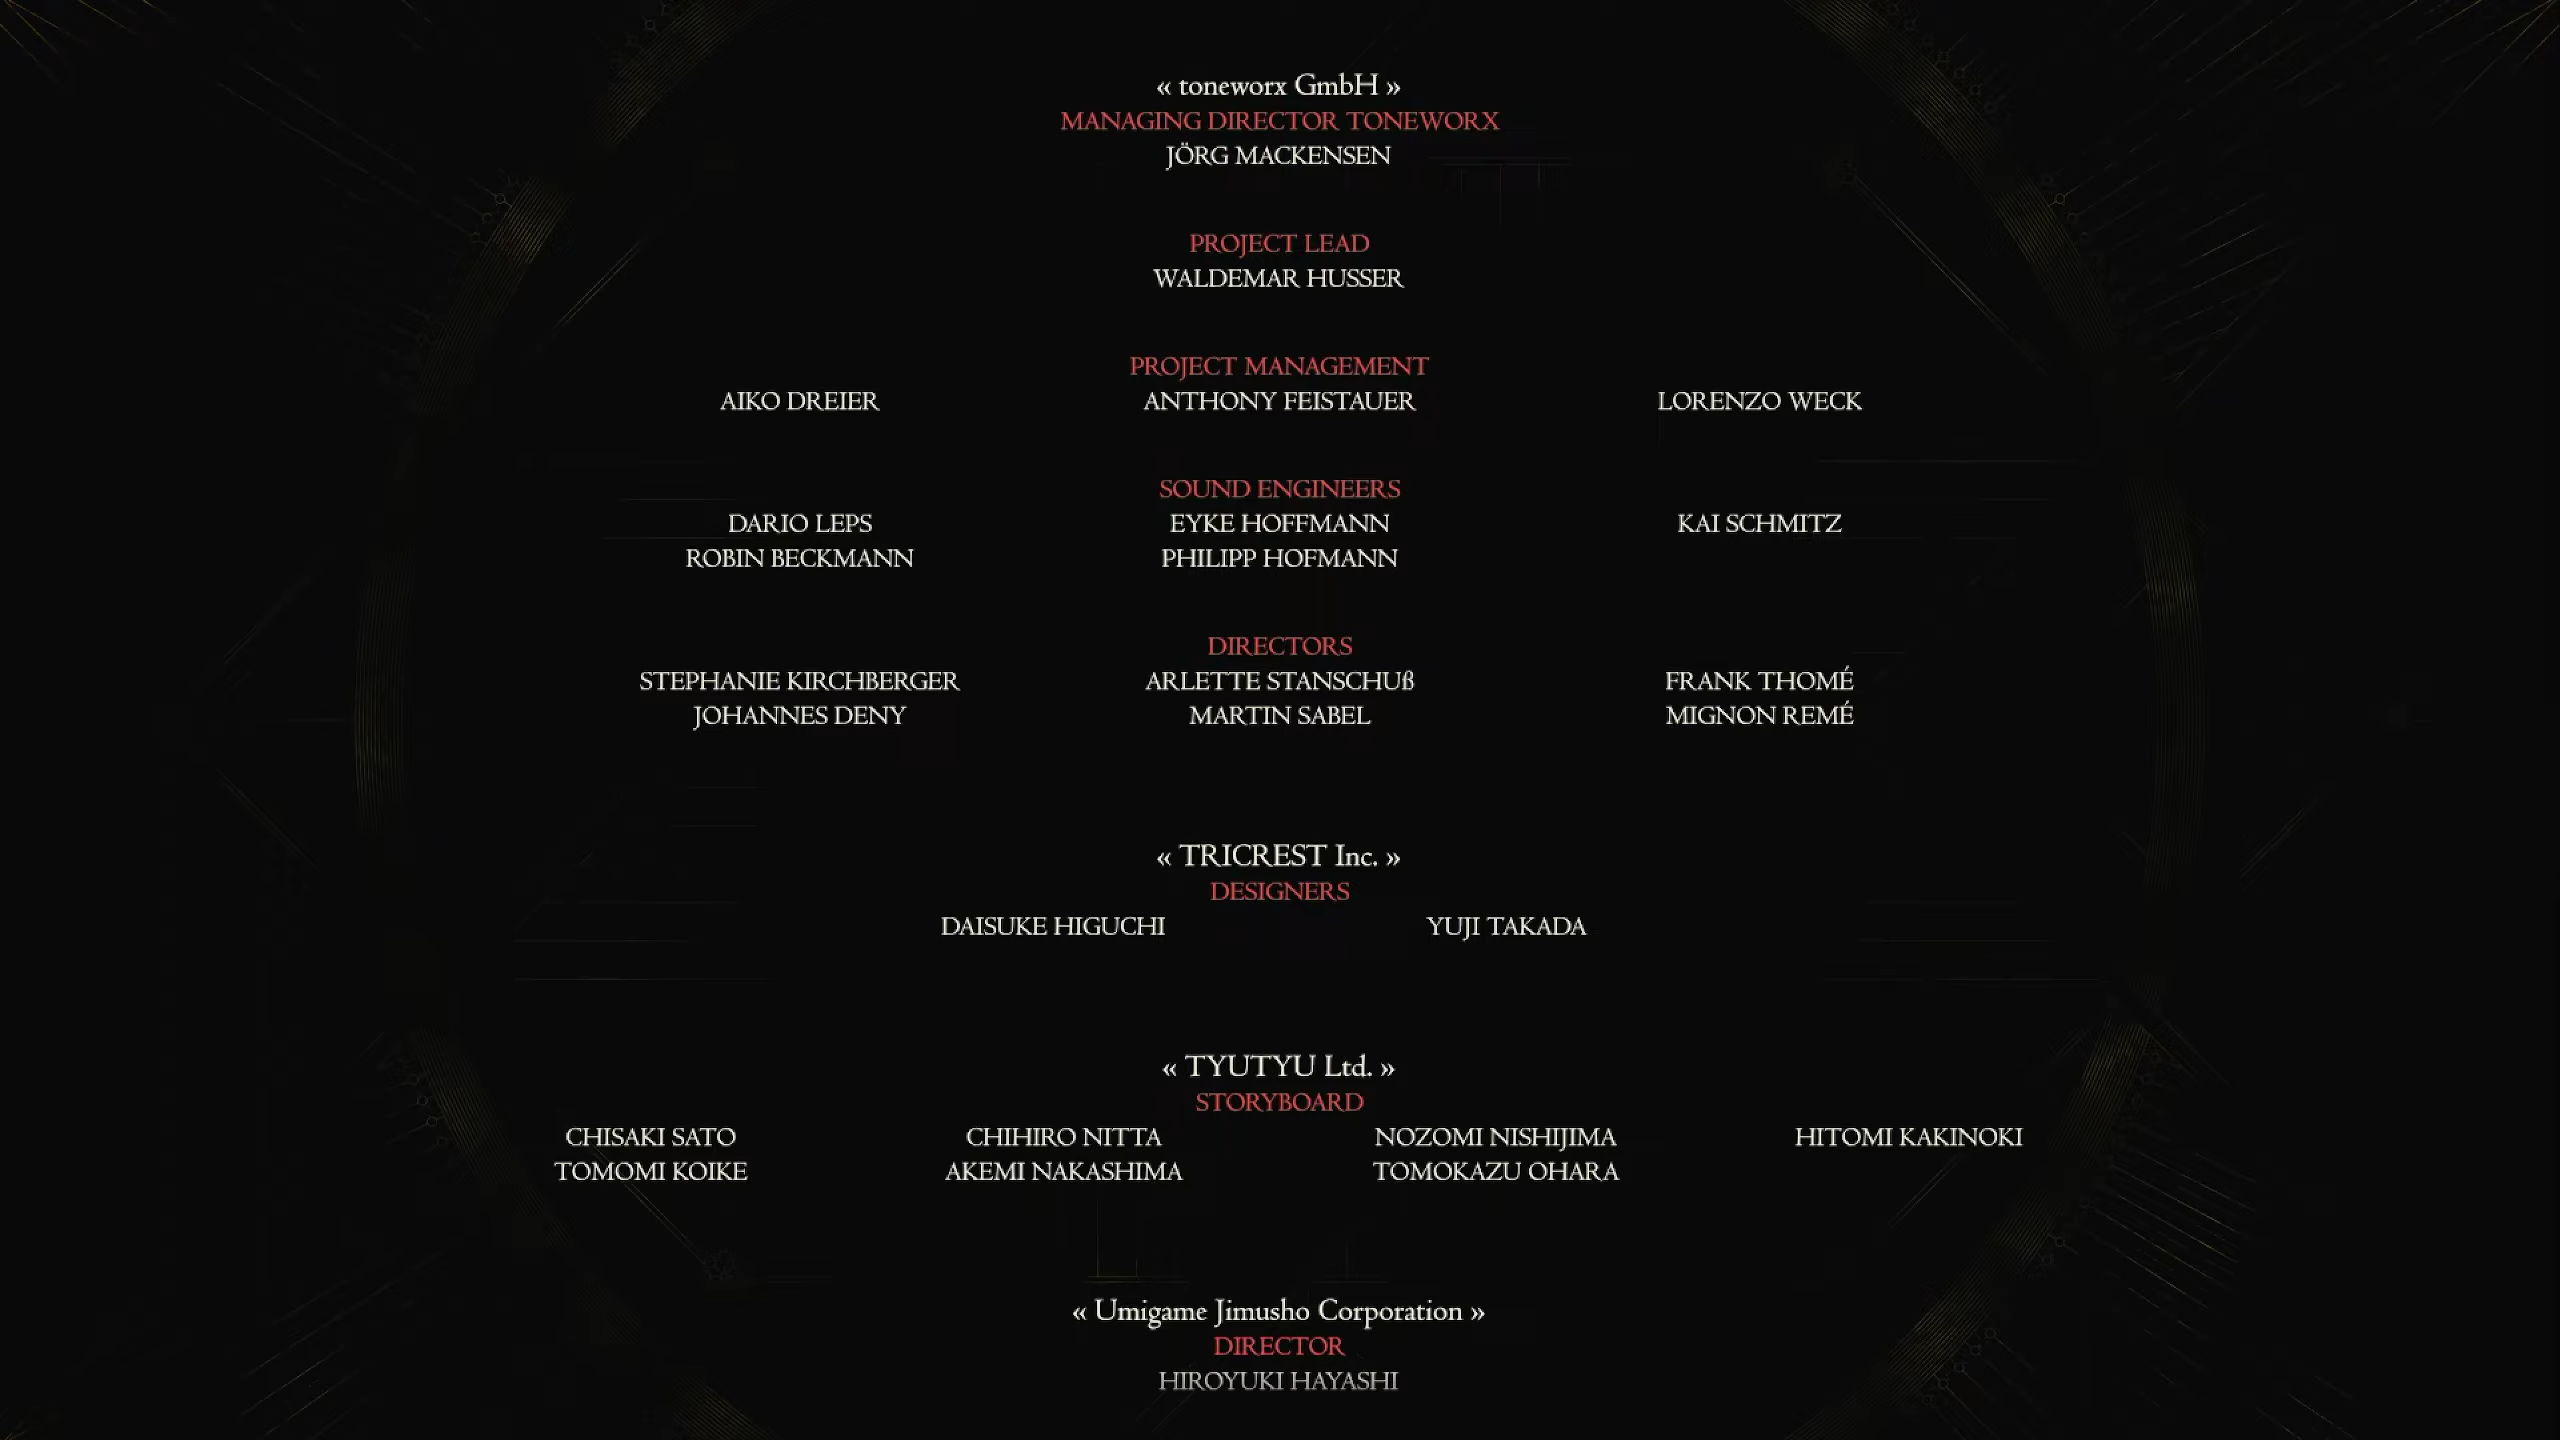 « toneworx GmbH »
MANAGING DIRECTOR TONEWORX
JÖRG MACKENSEN
PROJECT LEAD
WALDEMAR HUSSER
PROJECT MANAGEMENT
AIKO DREIER ANTHONY FEISTAUER LORENZO WECK
SOUND ENGINEERS
DARIO LEPS EYKE HOFFMANN KAI SCHMITZ
ROBIN BECKMANN PHILIPP HOFMANN
DIRECTORS
STEPHANIE KIRCHBERGER ARLETTE STANSCHUß FRANK THOMÉ
JOHANNES DENY MARTIN SABEL MIGNON REMÉ
« TRICREST Inc. »
DESIGNERS
DAISUKE HIGUCHI YUJI TAKADA
« TYUTYU Ltd. »
STORYBOARD
CHISAKI SATO CHIHIRO NITTA NOZOMI NISHIJIMA HITOMI KAKINOKI
TOMOMI KOIKE AKEMI NAKASHIMA TOMOKAZU OHARA
« Umigame Jimusho Corporation »
DIRECTOR
HIROYUKI HAYASHI